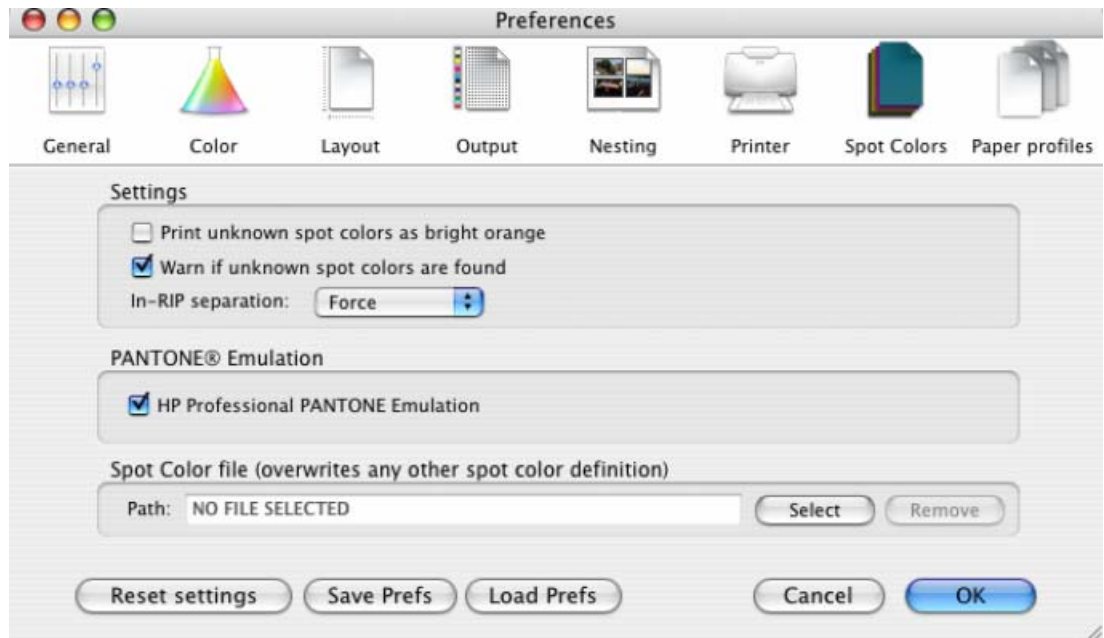 Preferences
General Color Layout Output Nesting Printer Spot Colors Paper profiles
Settings
Print unknown spot colors as bright orange
Warn if unknown spot colors are found
In-RIP separation: Force
PANTONE® Emulation
HP Professional PANTONE Emulation
Spot Color file (overwrites any other spot color definition)
Path: NO FILE SELECTED Select Remove
Reset settings Save Prefs Load Prefs Cancel OK